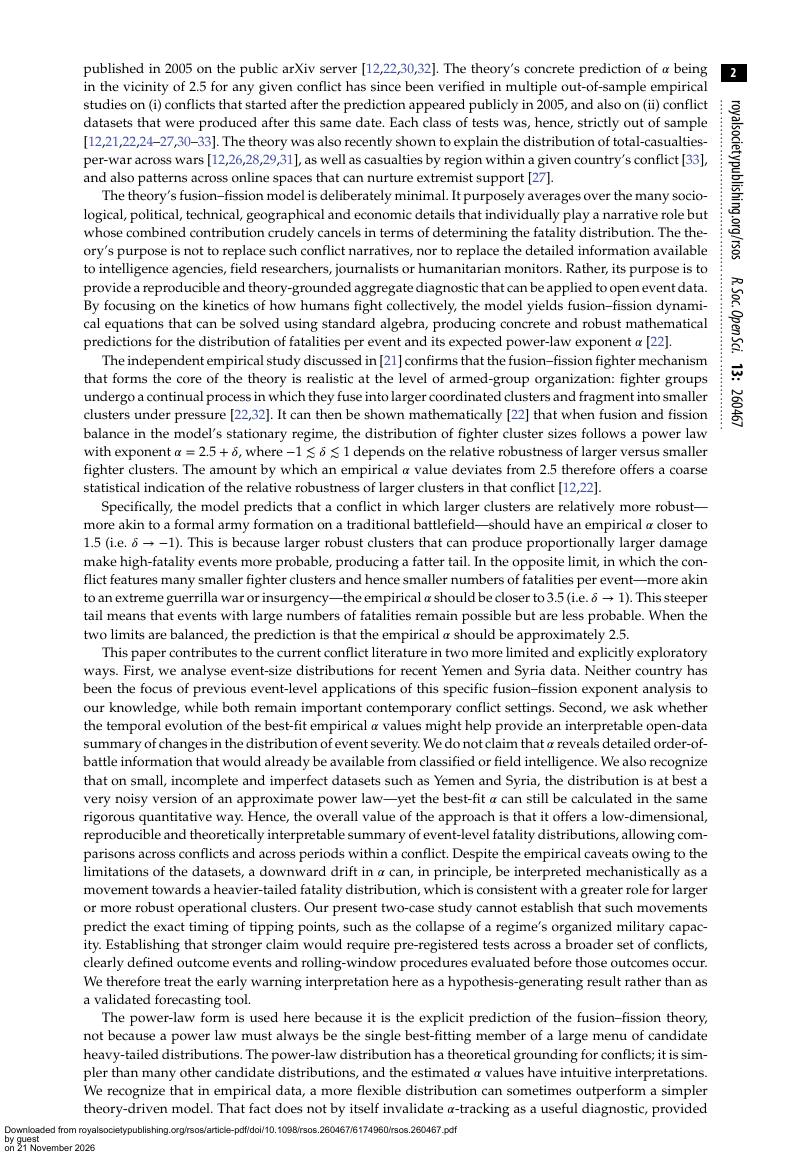 published in 2005 on the public arXiv server [12,22,30,32]. The theory's concrete prediction of α being
in the vicinity of 2.5 for any given conflict has since been verified in multiple out-of-sample empirical
studies on (i) conflicts that started after the prediction appeared publicly in 2005, and also on (ii) conflict
datasets that were produced after this same date. Each class of tests was, hence, strictly out of sample
[12,21,22,24–27,30–33]. The theory was also recently shown to explain the distribution of total-casualties-
per-war across wars [12,26,28,29,31], as well as casualties by region within a given country's conflict [33],
and also patterns across online spaces that can nurture extremist support [27].
The theory's fusion–fission model is deliberately minimal. It purposely averages over the many socio-
logical, political, technical, geographical and economic details that individually play a narrative role but
whose combined contribution crudely cancels in terms of determining the fatality distribution. The the-
ory's purpose is not to replace such conflict narratives, nor to replace the detailed information available
to intelligence agencies, field researchers, journalists or humanitarian monitors. Rather, its purpose is to
provide a reproducible and theory-grounded aggregate diagnostic that can be applied to open event data.
By focusing on the kinetics of how humans fight collectively, the model yields fusion–fission dynami-
cal equations that can be solved using standard algebra, producing concrete and robust mathematical
predictions for the distribution of fatalities per event and its expected power-law exponent α [22].
The independent empirical study discussed in [21] confirms that the fusion–fission fighter mechanism
that forms the core of the theory is realistic at the level of armed-group organization: fighter groups
undergo a continual process in which they fuse into larger coordinated clusters and fragment into smaller
clusters under pressure [22,32]. It can then be shown mathematically [22] that when fusion and fission
balance in the model's stationary regime, the distribution of fighter cluster sizes follows a power law
with exponent α = 2.5 + δ, where −1 ≲ δ ≲ 1 depends on the relative robustness of larger versus smaller
fighter clusters. The amount by which an empirical α value deviates from 2.5 therefore offers a coarse
statistical indication of the relative robustness of larger clusters in that conflict [12,22].
Specifically, the model predicts that a conflict in which larger clusters are relatively more robust—
more akin to a formal army formation on a traditional battlefield—should have an empirical α closer to
1.5 (i.e. δ → −1). This is because larger robust clusters that can produce proportionally larger damage
make high-fatality events more probable, producing a fatter tail. In the opposite limit, in which the con-
flict features many smaller fighter clusters and hence smaller numbers of fatalities per event—more akin
to an extreme guerrilla war or insurgency—the empirical α should be closer to 3.5 (i.e. δ → 1). This steeper
tail means that events with large numbers of fatalities remain possible but are less probable. When the
two limits are balanced, the prediction is that the empirical α should be approximately 2.5.
This paper contributes to the current conflict literature in two more limited and explicitly exploratory
ways. First, we analyse event-size distributions for recent Yemen and Syria data. Neither country has
been the focus of previous event-level applications of this specific fusion–fission exponent analysis to
our knowledge, while both remain important contemporary conflict settings. Second, we ask whether
the temporal evolution of the best-fit empirical α values might help provide an interpretable open-data
summary of changes in the distribution of event severity. We do not claim that α reveals detailed order-of-
battle information that would already be available from classified or field intelligence. We also recognize
that on small, incomplete and imperfect datasets such as Yemen and Syria, the distribution is at best a
very noisy version of an approximate power law—yet the best-fit α can still be calculated in the same
rigorous quantitative way. Hence, the overall value of the approach is that it offers a low-dimensional,
reproducible and theoretically interpretable summary of event-level fatality distributions, allowing com-
parisons across conflicts and across periods within a conflict. Despite the empirical caveats owing to the
limitations of the datasets, a downward drift in α can, in principle, be interpreted mechanistically as a
movement towards a heavier-tailed fatality distribution, which is consistent with a greater role for larger
or more robust operational clusters. Our present two-case study cannot establish that such movements
predict the exact timing of tipping points, such as the collapse of a regime's organized military capac-
ity. Establishing that stronger claim would require pre-registered tests across a broader set of conflicts,
clearly defined outcome events and rolling-window procedures evaluated before those outcomes occur.
We therefore treat the early warning interpretation here as a hypothesis-generating result rather than as
a validated forecasting tool.
The power-law form is used here because it is the explicit prediction of the fusion–fission theory,
not because a power law must always be the single best-fitting member of a large menu of candidate
heavy-tailed distributions. The power-law distribution has a theoretical grounding for conflicts; it is sim-
pler than many other candidate distributions, and the estimated α values have intuitive interpretations.
We recognize that in empirical data, a more flexible distribution can sometimes outperform a simpler
theory-driven model. That fact does not by itself invalidate α-tracking as a useful diagnostic, provided
2
royalsocietypublishing.org/rsos R. Soc. Open Sci. 13: 260467
Downloaded from royalsocietypublishing.org/rsos/article-pdf/doi/10.1098/rsos.260467/6174960/rsos.260467.pdf
by guest
on 21 November 2026